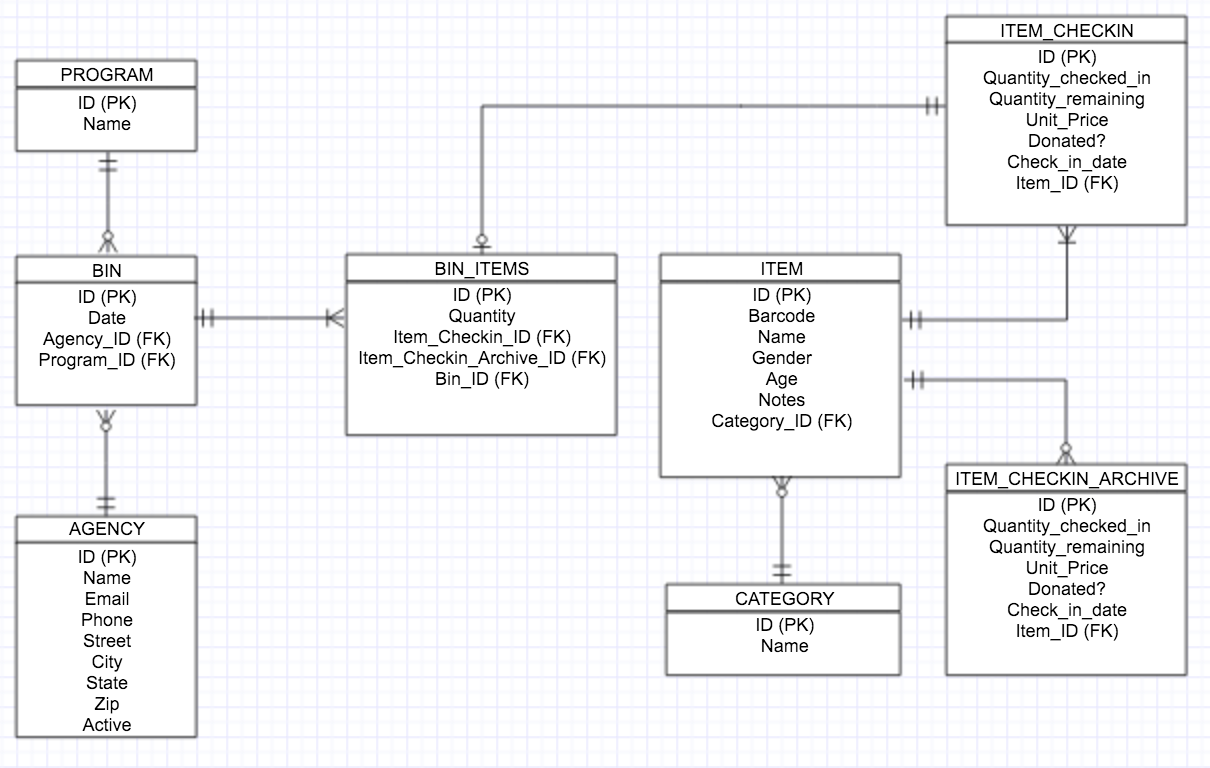 PROGRAM
ID (PK)
Name
BIN
ID (PK)
Date
Agency_ID (FK)
Program_ID (FK)
AGENCY
ID (PK)
Name
Email
Phone
Street
City
State
Zip
Active
BIN_ITEMS
ID (PK)
Quantity
Item_Checkin_ID (FK)
Item_Checkin_Archive_ID (FK)
Bin_ID (FK)
ITEM
ID (PK)
Barcode
Name
Gender
Age
Notes
Category_ID (FK)
CATEGORY
ID (PK)
Name
ITEM_CHECKIN
ID (PK)
Quantity_checked_in
Quantity_remaining
Unit_Price
Donated?
Check_in_date
Item_ID (FK)
ITEM_CHECKIN_ARCHIVE
ID (PK)
Quantity_checked_in
Quantity_remaining
Unit_Price
Donated?
Check_in_date
Item_ID (FK)